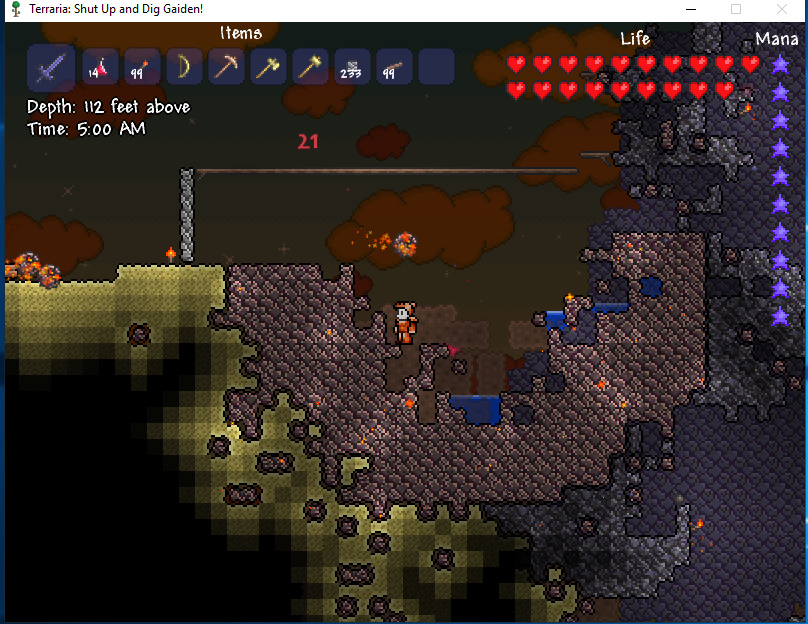 Terraria: Shut Up and Dig Gaiden!
Items
Life
Mana
14
99
233
99
Depth: 112 feet above
Time: 5:00 AM
21